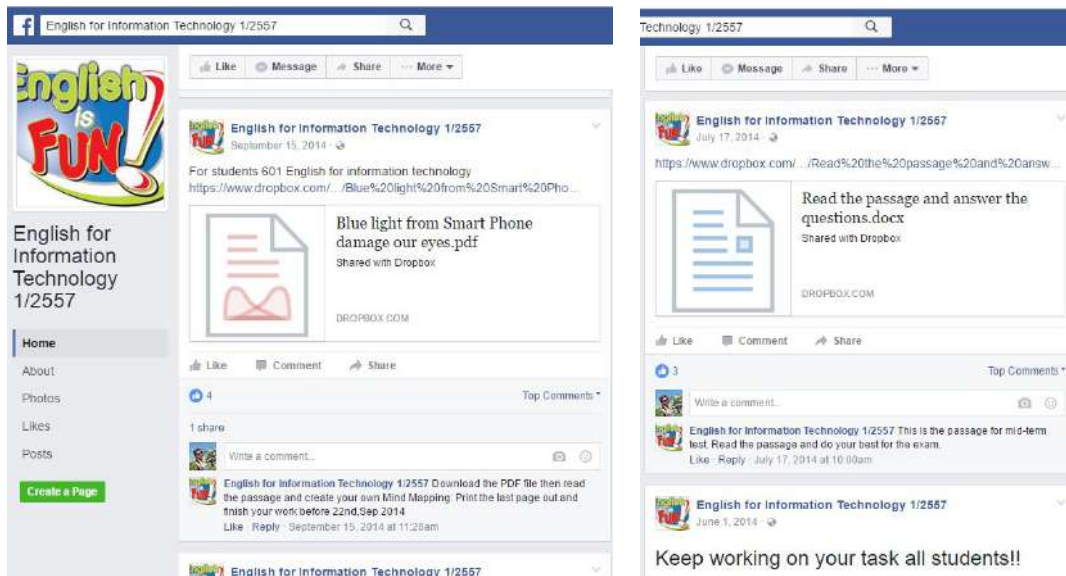 English for Information Technology 1/2557
English
is
FUN!
English for
Information
Technology
1/2557
Home
About
Photos
Likes
Posts
Create a Page
Like Message Share ··· More
English for Information Technology 1/2557
September 15, 2014 ·
For students 601 English for information technology
https://www.dropbox.com/.../Blue%20light%20from%20Smart%20Pho...
Blue light from Smart Phone
damage our eyes.pdf
Shared with Dropbox
DROPBOX.COM
Like Comment Share
4 Top Comments
1 share
Write a comment...
English for Information Technology 1/2557 Download the PDF file then read
the passage and create your own Mind Mapping. Print the last page out and
finish your work before 22nd,Sep 2014
Like · Reply · September 15, 2014 at 11:28am
English for Information Technology 1/2557
Technology 1/2557
Like Message Share ··· More
English for Information Technology 1/2557
July 17, 2014 ·
https://www.dropbox.com/.../Read%20the%20passage%20and%20answ...
Read the passage and answer the
questions.docx
Shared with Dropbox
DROPBOX.COM
Like Comment Share
3 Top Comments
Write a comment...
English for Information Technology 1/2557 This is the passage for mid-term
test. Read the passage and do your best for the exam.
Like · Reply · July 17, 2014 at 10:00am
English for Information Technology 1/2557
June 1, 2014 ·
Keep working on your task all students!!